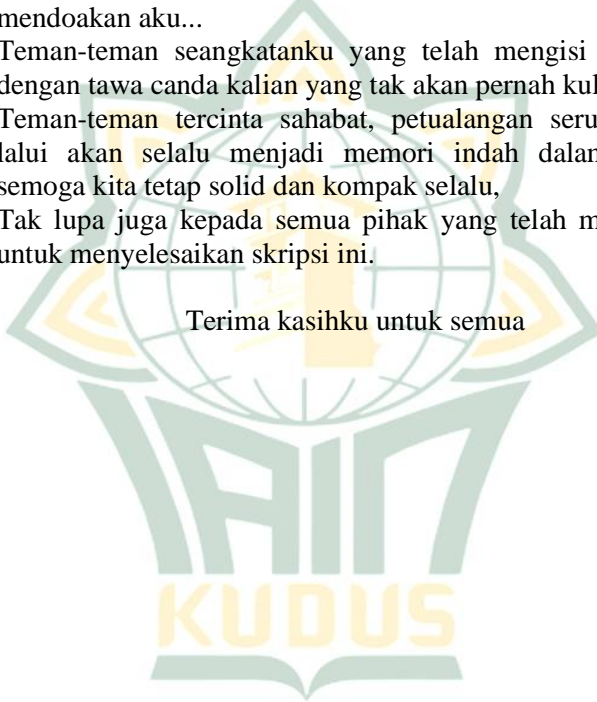 mendoakan aku...
Teman-teman seangkatanku yang telah mengisi
dengan tawa canda kalian yang tak akan pernah
Teman-teman tercinta sahabat, petualangan
lalui akan selalu menjadi memori indah
semoga kita tetap solid dan kompak selalu,
Tak lupa juga kepada semua pihak yang telah
untuk menyelesaikan skripsi ini.
Terima kasihku untuk semua
IAIN
KUDUS